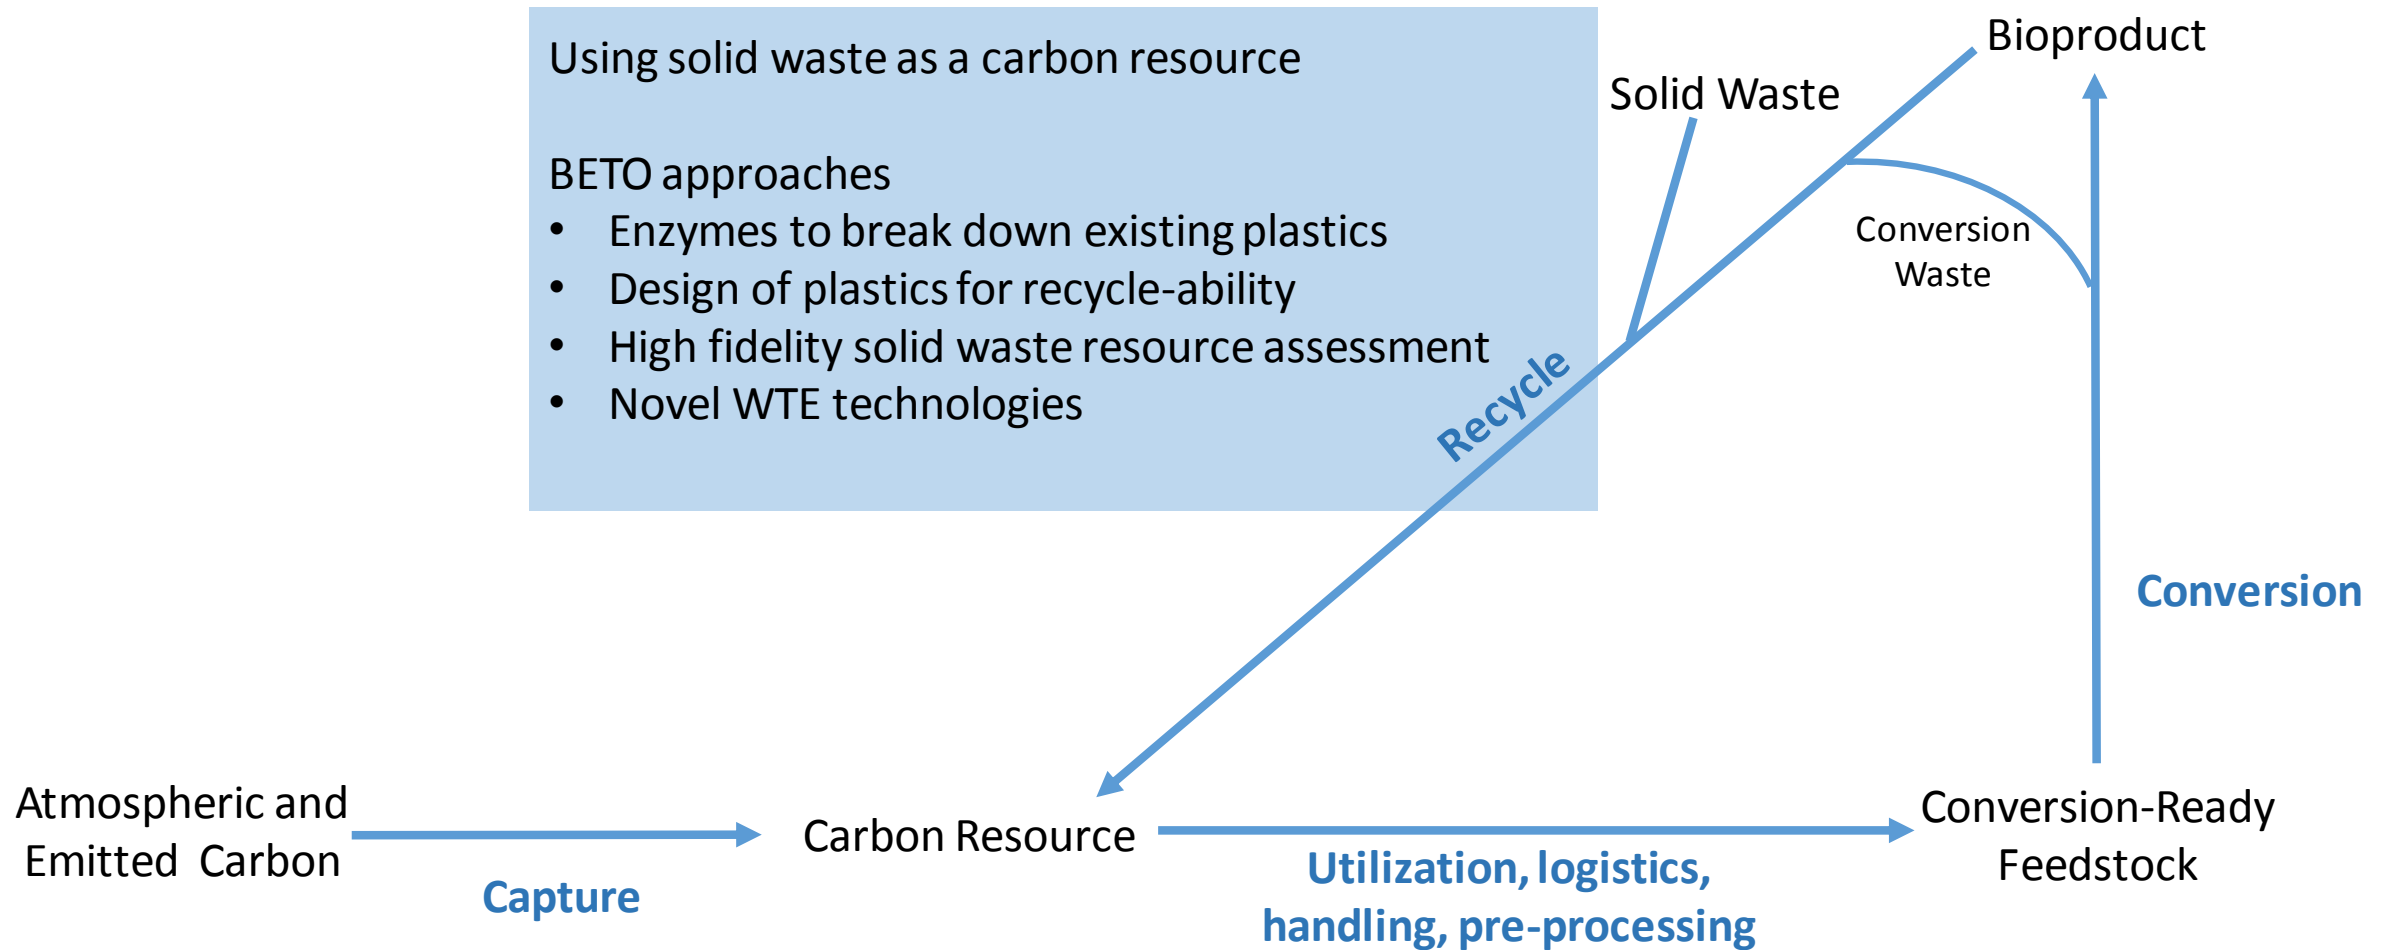 Using solid waste as a carbon resource
BETO approaches
• Enzymes to break down existing plastics
• Design of plastics for recycle-ability
• High fidelity solid waste resource assessment
• Novel WTE technologies
Bioproduct
Solid Waste
Conversion
Waste
Recycle
Conversion
Atmospheric and
Emitted Carbon
Capture
Carbon Resource
Utilization, logistics,
handling, pre-processing
Conversion-Ready
Feedstock